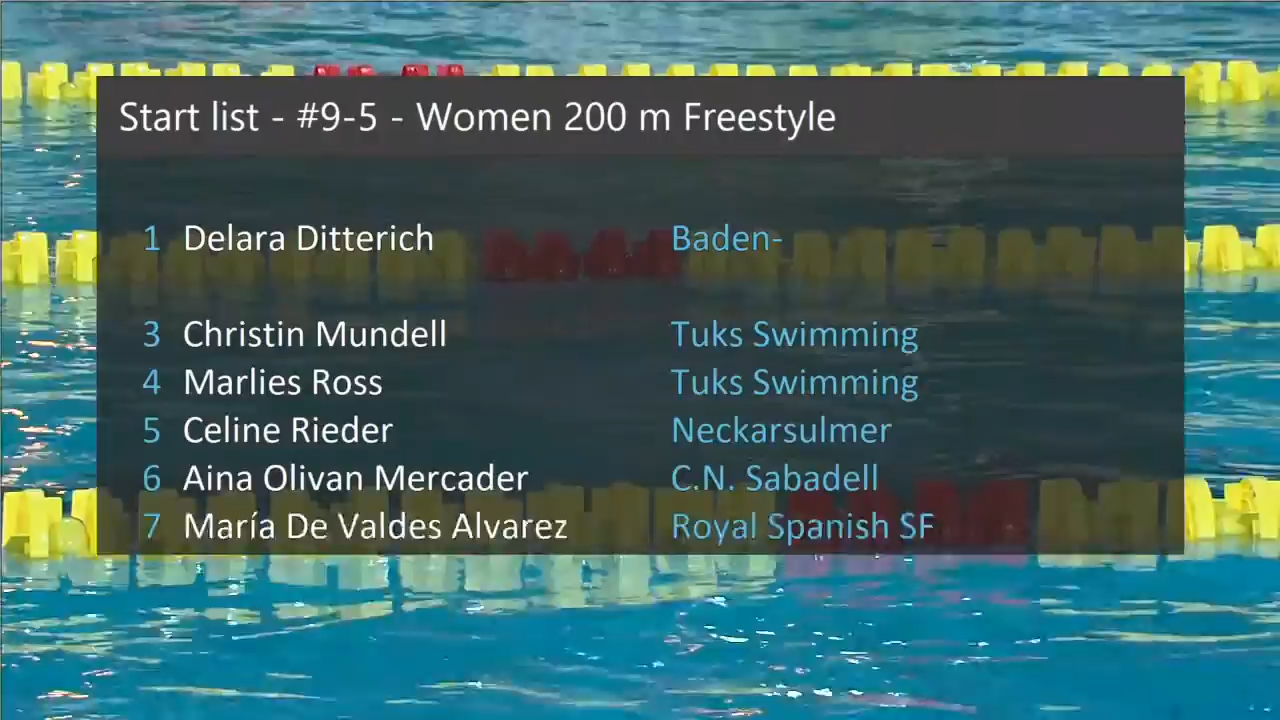 Start list - #9-5 - Women 200 m Freestyle
1 Delara Ditterich Baden-
3 Christin Mundell Tuks Swimming
4 Marlies Ross Tuks Swimming
5 Celine Rieder Neckarsulmer
6 Aina Olivan Mercader C.N. Sabadell
7 María De Valdes Alvarez Royal Spanish SF